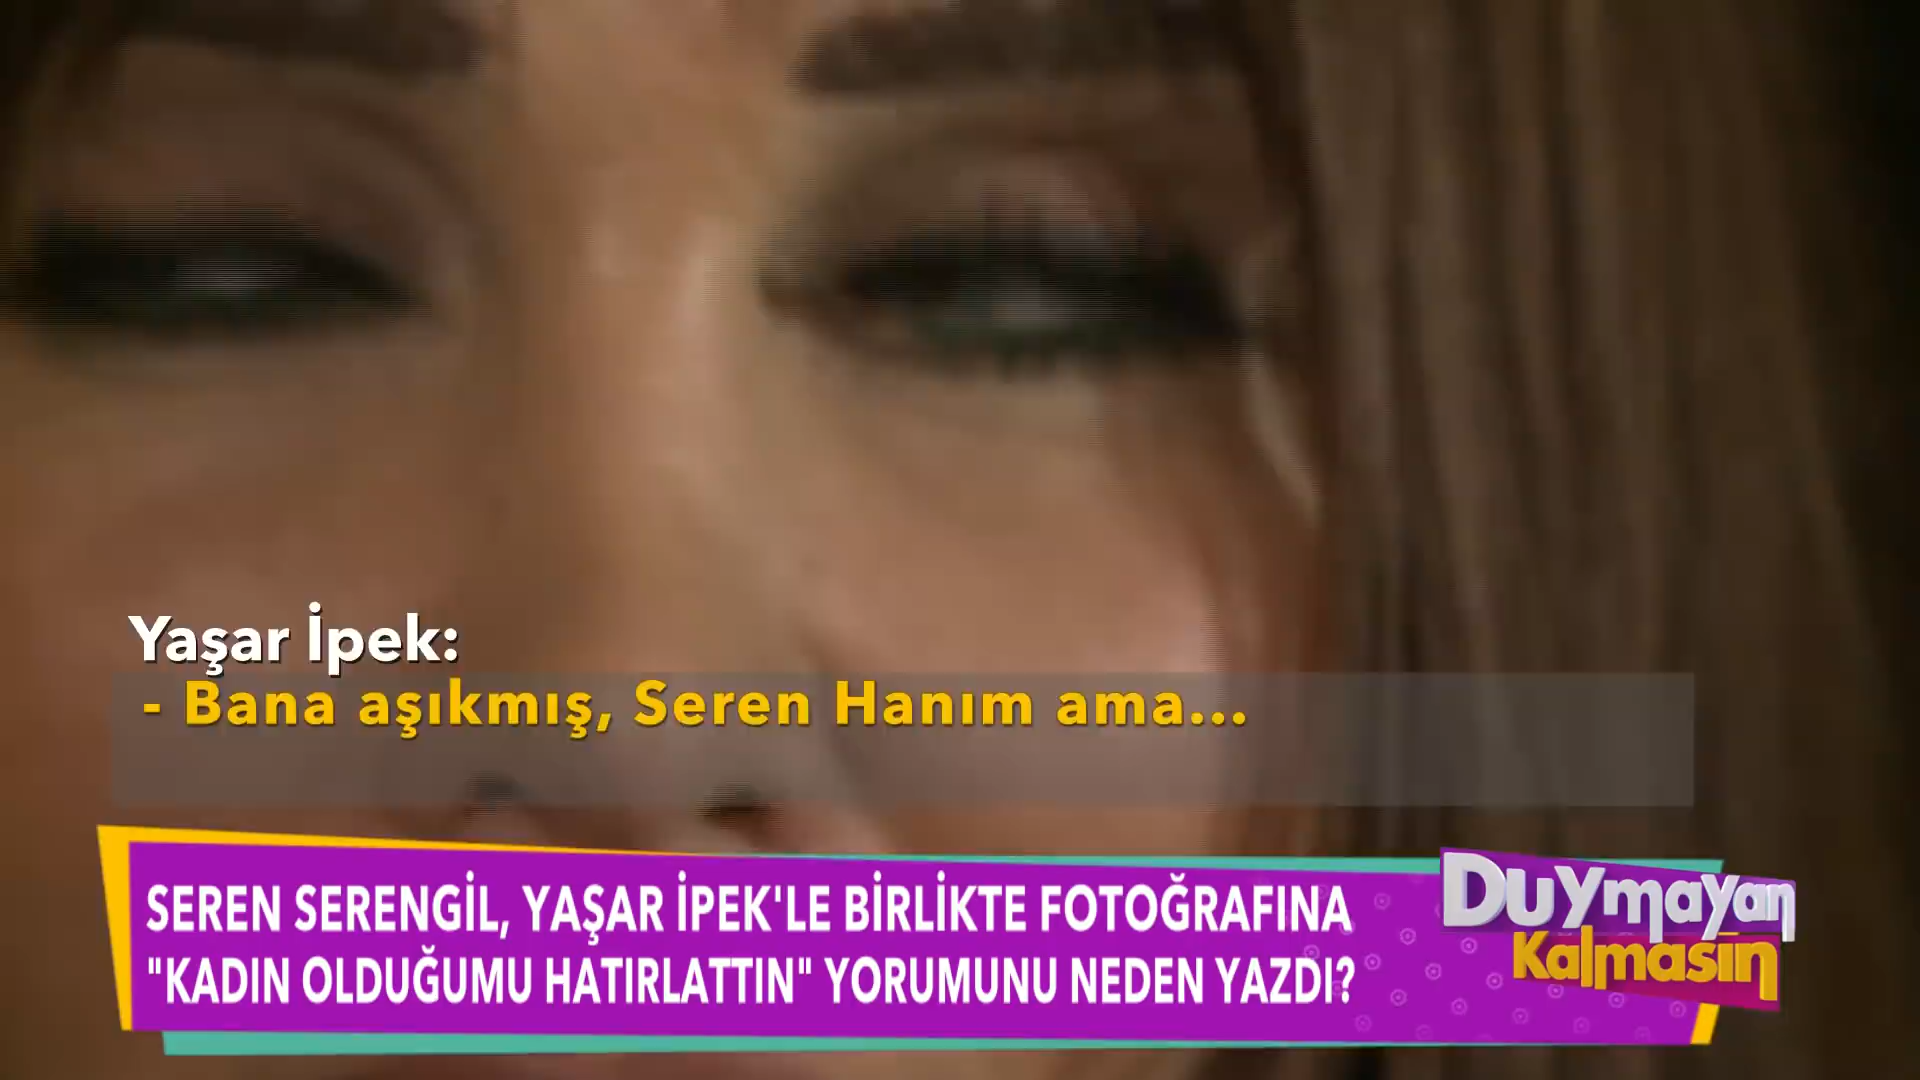 Yaşar İpek:
- Bana aşıkmış, Seren Hanım ama...
SEREN SERENGİL, YAŞAR İPEK'LE BİRLİKTE FOTOĞRAFINA
"KADIN OLDUĞUMU HATIRLATTIN" YORUMUNU NEDEN YAZDI?
Duymayan
Kalmasın